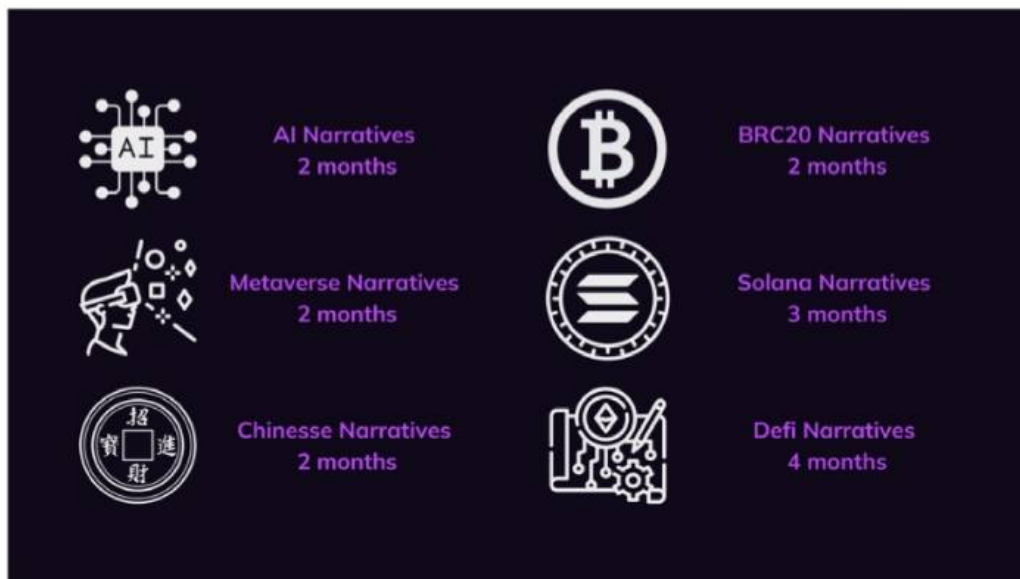 AI
AI Narratives
2 months
BRC20 Narratives
2 months
Metaverse Narratives
2 months
Solana Narratives
3 months
招
寶 進
財
Chinesse Narratives
2 months
Defi Narratives
4 months